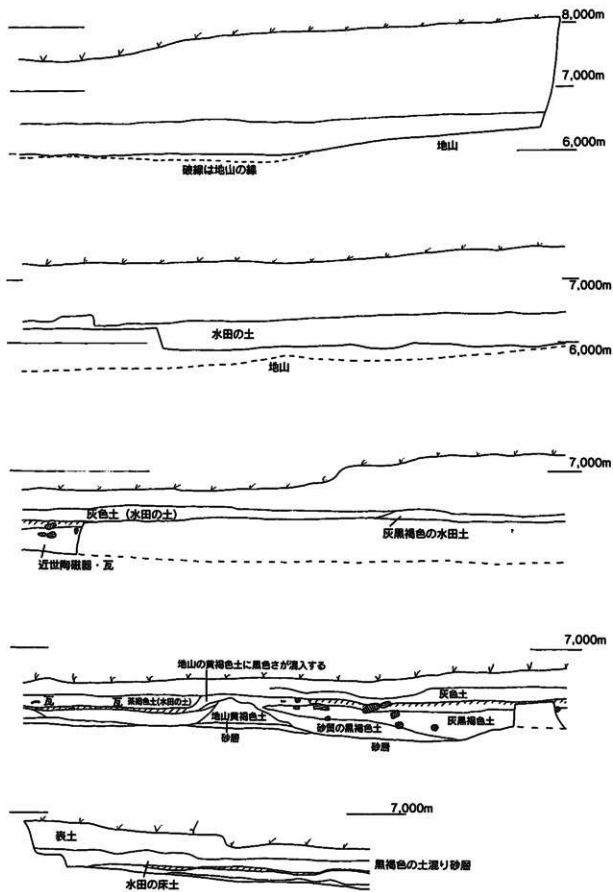 8,000m
7,000m
6,000m
地山
破線は地山の線
7,000m
水田の土
6,000m
地山
7,000m
灰色土(水田の土)
灰黒褐色の水田土
近世陶磁器・瓦
7,000m
地山の黄褐色土に黒色さが混入する
瓦
瓦
茶褐色土(水田の土)
灰色土
地山黄褐色土
灰黒褐色土
砂質の黒褐色土
砂層
砂層
7,000m
表土
黒褐色の土混り砂層
水田の床土